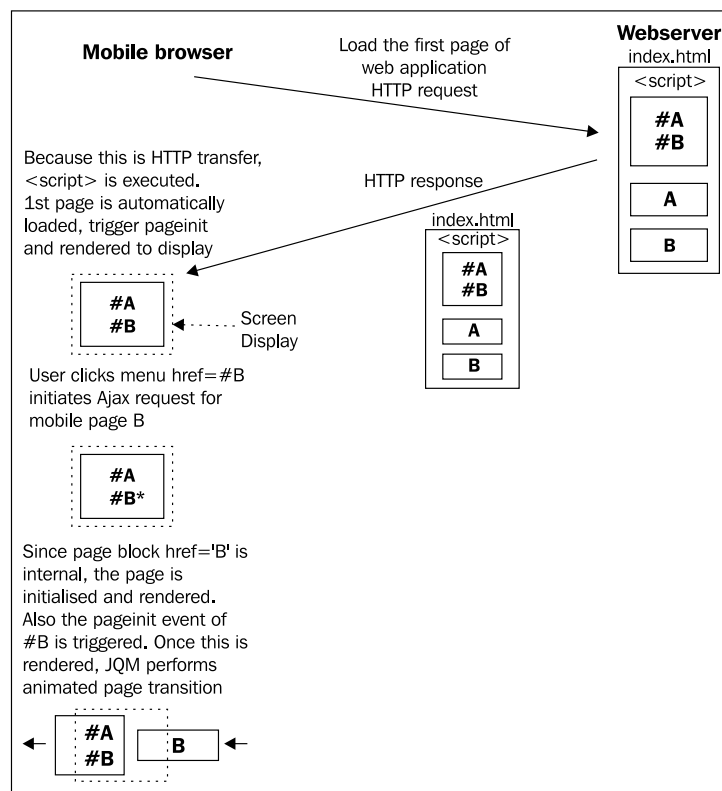 Mobile browser
Load the first page of
web application
HTTP request
Webserver
index.html
<script>
#A
#B
A
B
Because this is HTTP transfer,
<script> is executed.
1st page is automatically
loaded, trigger pageinit
and rendered to display
HTTP response
index.html
<script>
#A
#B
A
B
#A
#B
Screen
Display
User clicks menu href=#B
initiates Ajax request for
mobile page B
#A
#B*
Since page block href='B' is
internal, the page is
initialised and rendered.
Also the pageinit event of
#B is triggered. Once this is
rendered, JQM performs
animated page transition
#A
#B
B